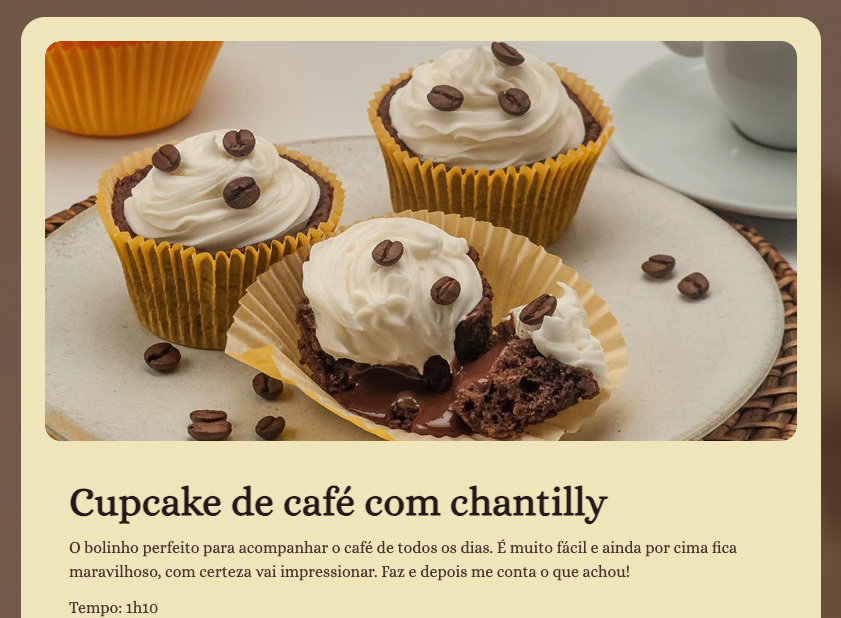 Cupcake de café com chantilly
O bolinho perfeito para acompanhar o café de todos os dias. É muito fácil e ainda por cima fica
maravilhoso, com certeza vai impressionar. Faz e depois me conta o que achou!
Tempo: 1h10